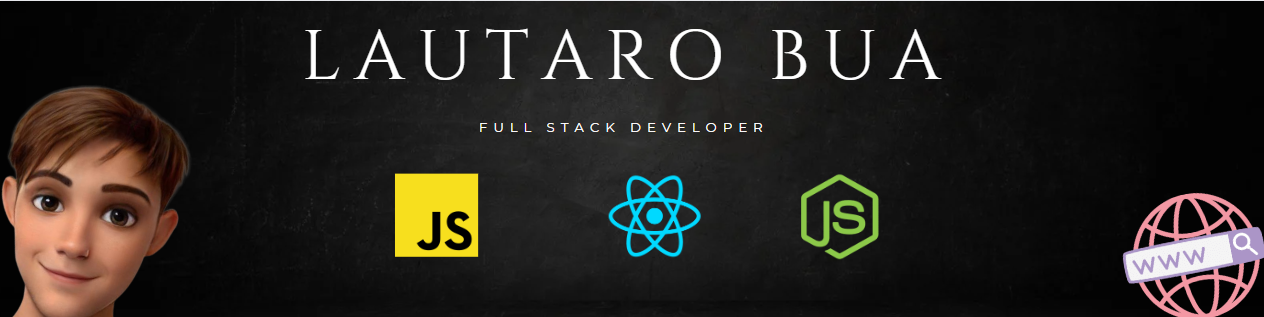 LAUTARO BUA
FULL STACK DEVELOPER
JS
JS
WWW